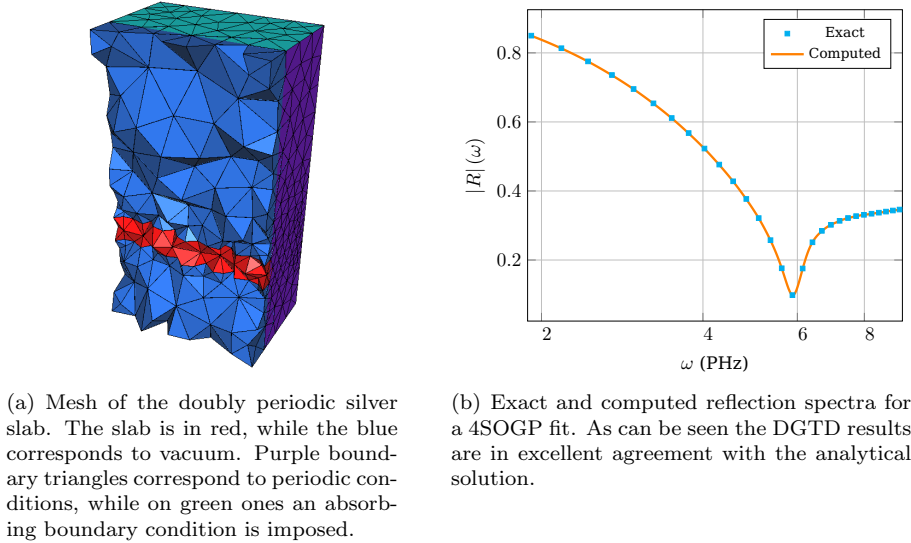 Exact
Computed
0.8
0.6
0.4
0.2
|R|(ω)
2
4
6
8
ω (PHz)
(a) Mesh of the doubly periodic silver
slab. The slab is in red, while the blue
corresponds to vacuum. Purple bound-
ary triangles correspond to periodic con-
ditions, while on green ones an absorb-
ing boundary condition is imposed.
(b) Exact and computed reflection spectra for
a 4SOGP fit. As can be seen the DGTD results
are in excellent agreement with the analytical
solution.